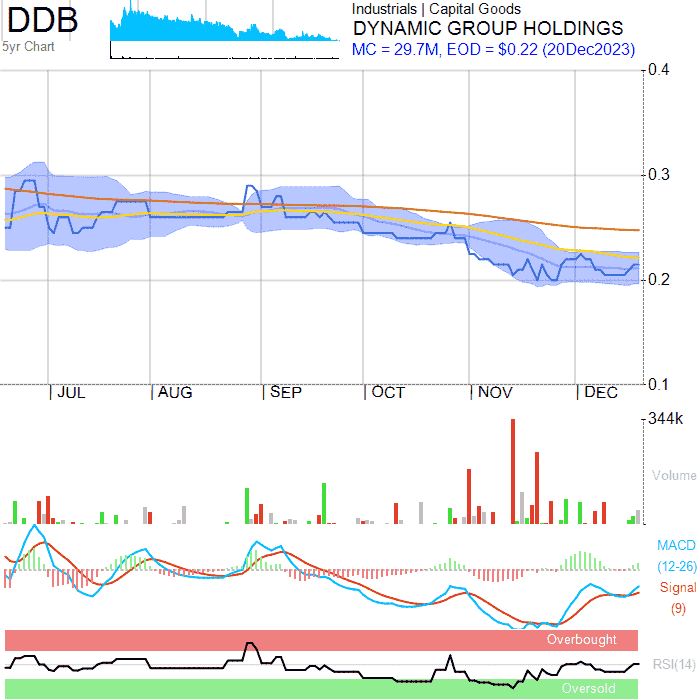 DDB
5yr Chart
Industrials | Capital Goods
DYNAMIC GROUP HOLDINGS
MC = 29.7M, EOD = $0.22 (20Dec2023)
0.4
0.3
0.2
0.1
JUL AUG SEP OCT NOV DEC
344k
Volume
MACD
(12-26)
Signal
(9)
Overbought
RSI(14)
Oversold